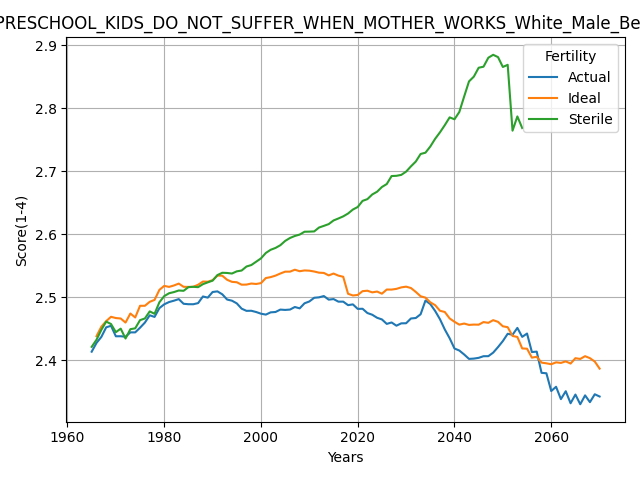 PRESCHOOL_KIDS_DO_NOT_SUFFER_WHEN_MOTHER_WORKS_White_Male_Be
2.9
2.8
2.7
2.6
2.5
2.4
Score(1-4)
Fertility
Actual
Ideal
Sterile
1960
1980
2000
2020
2040
2060
Years